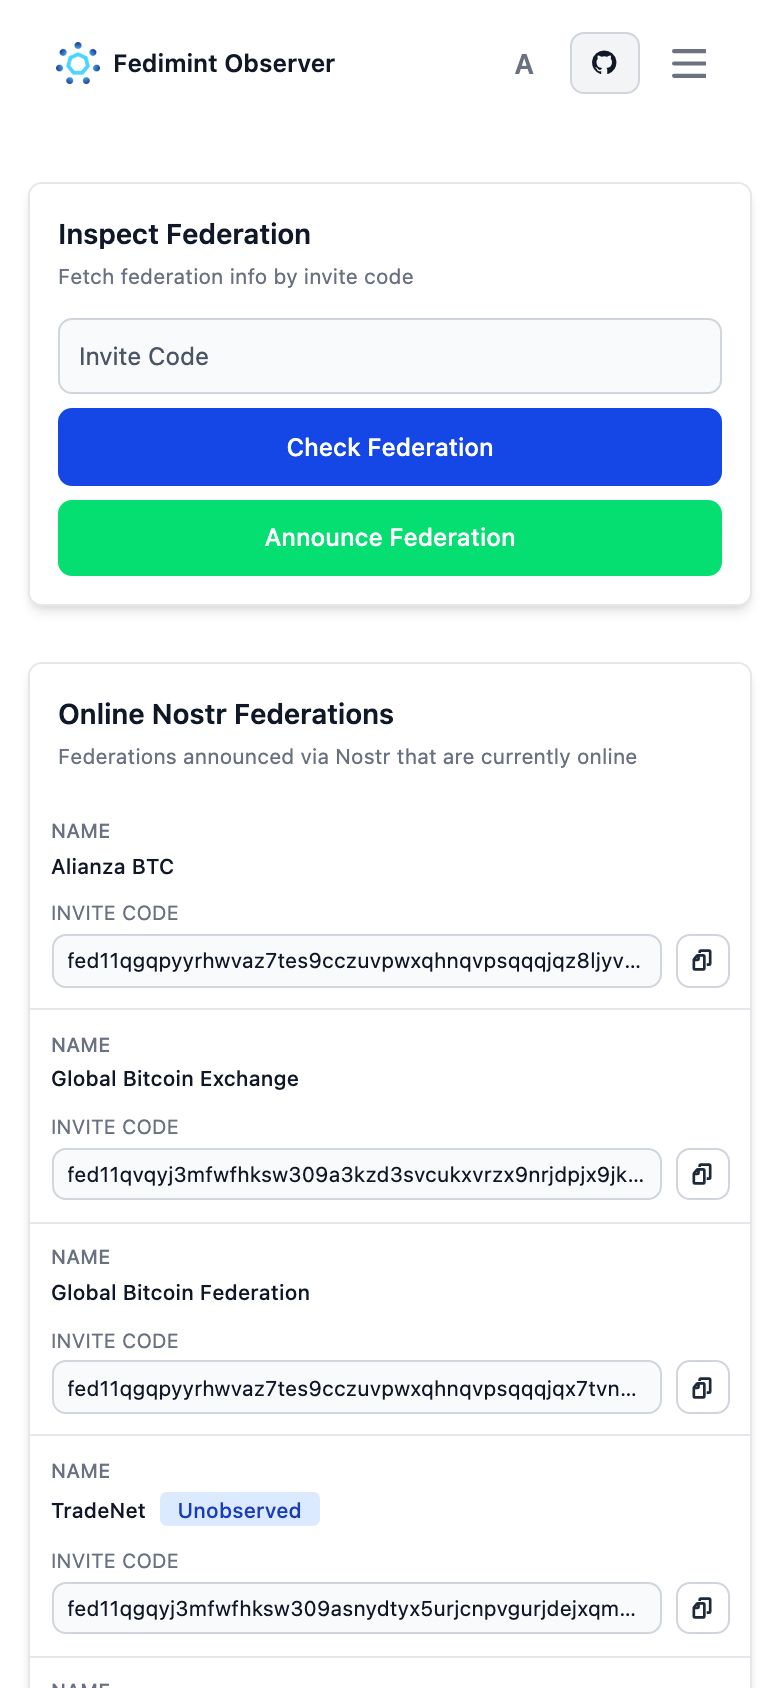 Fedimint Observer
A
Inspect Federation
Fetch federation info by invite code
Invite Code
Check Federation
Announce Federation
Online Nostr Federations
Federations announced via Nostr that are currently online
NAME
Alianza BTC
INVITE CODE
fed11qgqpyyrhwvaz7tes9cczuvpwxqhnqvpsqqqjqz8ljyv...
NAME
Global Bitcoin Exchange
INVITE CODE
fed11qvqyj3mfwfhksw309a3kzd3svcukxvrzx9nrjdpjx9jk...
NAME
Global Bitcoin Federation
INVITE CODE
fed11qgqpyyrhwvaz7tes9cczuvpwxqhnqvpsqqqjqx7tvn...
NAME
TradeNet Unobserved
INVITE CODE
fed11qgqyj3mfwfhksw309asnydtyx5urjcnpvgurjdejxqm...
NAME